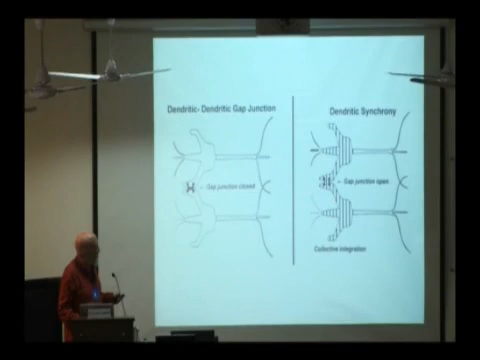 Dendritic- Dendritic Gap Junction
Dendritic Synchrony
← Gap junction closed
← Gap junction open
Collective integration